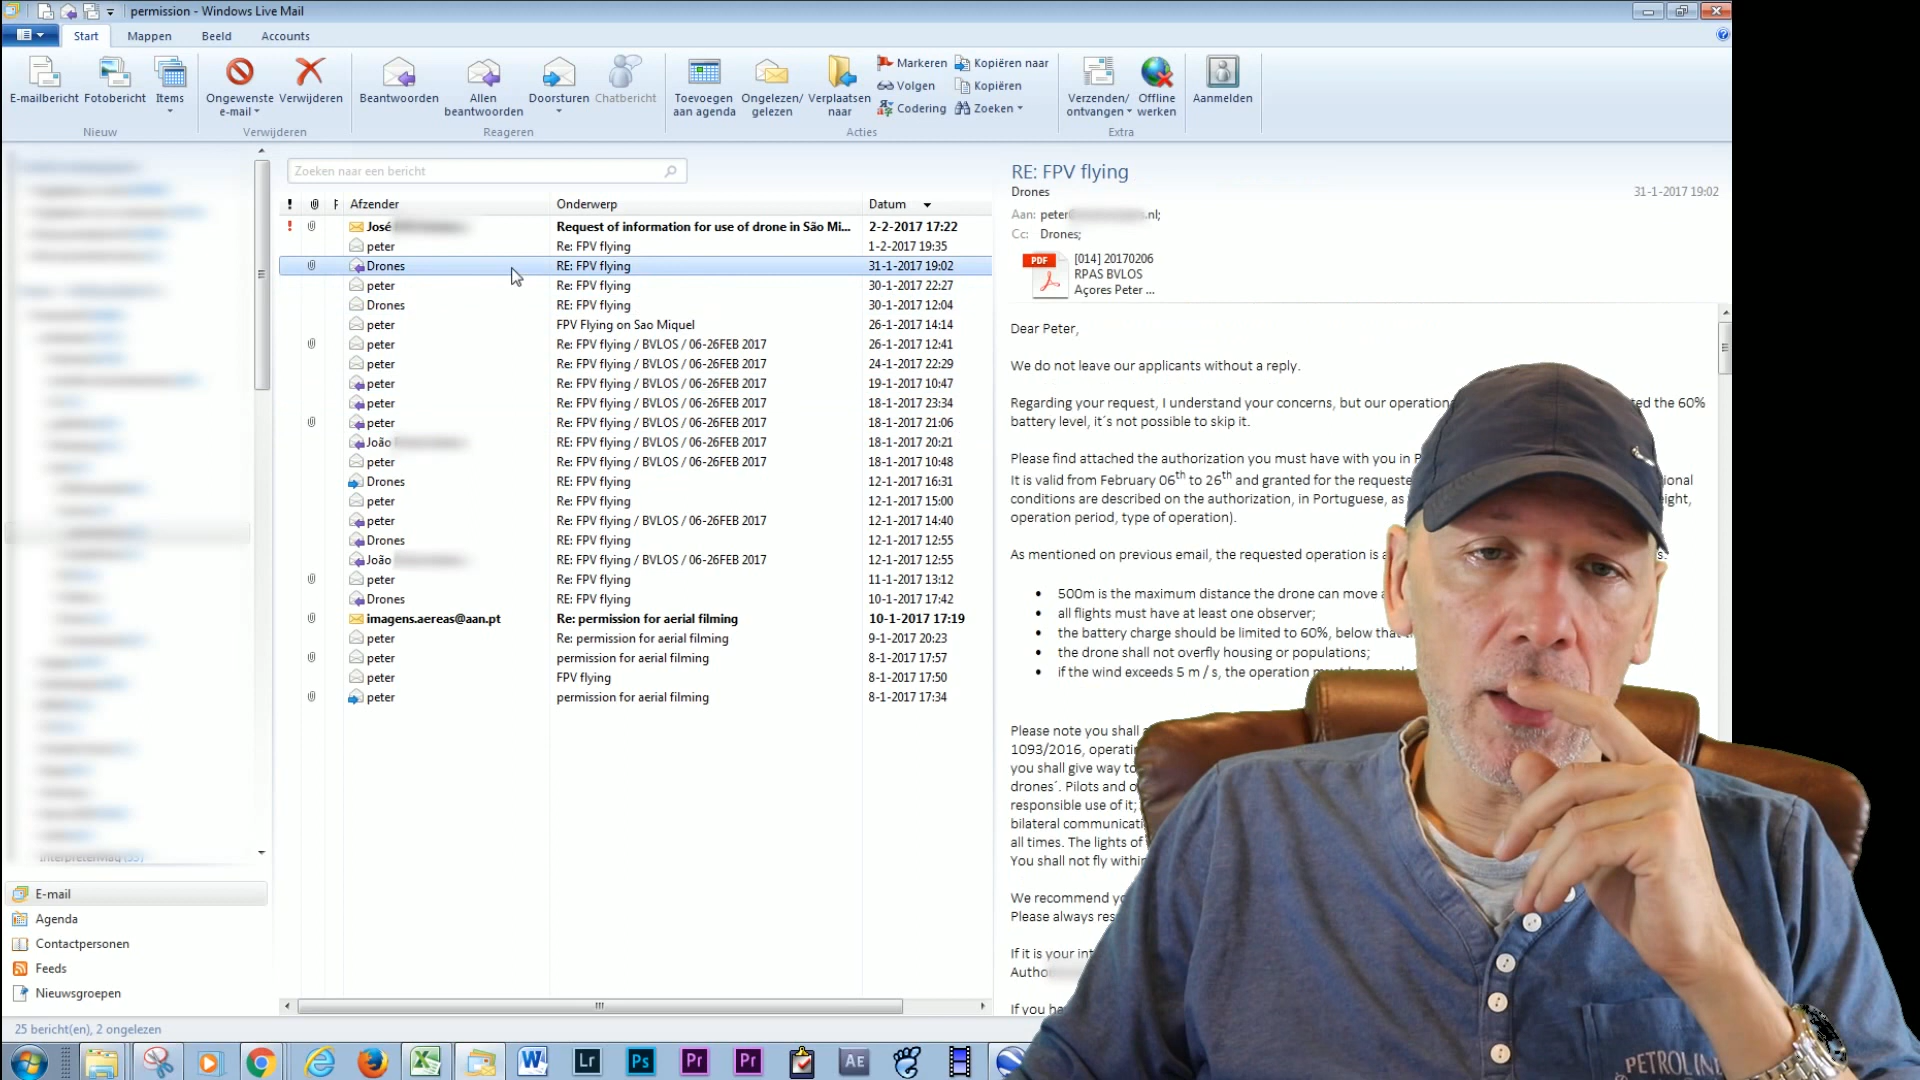 permission - Windows Live Mail
Start Mappen Beeld Accounts
E-mailbericht Fotobericht Items
Nieuw
Ongewenste e-mail Verwijderen
Verwijderen
Beantwoorden Allen beantwoorden Doorsturen Chatbericht
Reageren
Toevoegen aan agenda Ongelezen/gelezen Verplaatsen naar
Markeren Kopiëren naar
Volgen Kopiëren
Codering Zoeken
Acties
Verzenden/ontvangen Offline werken
Extra
Aanmelden
Zoeken naar een bericht
! Afzender Onderwerp Datum
! José Request of information for use of drone in São Mi... 2-2-2017 17:22
peter Re: FPV flying 1-2-2017 19:35
Drones RE: FPV flying 31-1-2017 19:02
peter Re: FPV flying 30-1-2017 22:27
Drones RE: FPV flying 30-1-2017 12:04
peter FPV Flying on Sao Miquel 26-1-2017 14:14
peter Re: FPV flying / BVLOS / 06-26FEB 2017 26-1-2017 12:41
peter Re: FPV flying / BVLOS / 06-26FEB 2017 24-1-2017 22:29
peter Re: FPV flying / BVLOS / 06-26FEB 2017 19-1-2017 10:47
peter Re: FPV flying / BVLOS / 06-26FEB 2017 18-1-2017 23:34
peter Re: FPV flying / BVLOS / 06-26FEB 2017 18-1-2017 21:06
João RE: FPV flying / BVLOS / 06-26FEB 2017 18-1-2017 20:21
peter Re: FPV flying / BVLOS / 06-26FEB 2017 18-1-2017 10:48
Drones RE: FPV flying 12-1-2017 16:31
peter Re: FPV flying 12-1-2017 15:00
peter Re: FPV flying / BVLOS / 06-26FEB 2017 12-1-2017 14:40
Drones RE: FPV flying 12-1-2017 12:55
João RE: FPV flying / BVLOS / 06-26FEB 2017 12-1-2017 12:55
peter Re: FPV flying 11-1-2017 13:12
Drones RE: FPV flying 10-1-2017 17:42
imagens.aereas@aan.pt Re: permission for aerial filming 10-1-2017 17:19
peter Re: permission for aerial filming 9-1-2017 20:23
peter permission for aerial filming 8-1-2017 17:57
peter FPV flying 8-1-2017 17:50
peter permission for aerial filming 8-1-2017 17:34
RE: FPV flying
Drones 31-1-2017 19:02
Aan: peter .nl;
Cc: Drones;
PDF
[014] 20170206
RPAS BVLOS
Açores Peter ...
Dear Peter,
We do not leave our applicants without a reply.
Regarding your request, I understand your concerns, but our operation ed the 60%
battery level, it´s not possible to skip it.
Please find attached the authorization you must have with you in P
It is valid from February 06th to 26th and granted for the requeste ional
conditions are described on the authorization, in Portuguese, as ight,
operation period, type of operation).
As mentioned on previous email, the requested operation is a s:
• 500m is the maximum distance the drone can move a
• all flights must have at least one observer;
• the battery charge should be limited to 60%, below that
• the drone shall not overfly housing or populations;
• if the wind exceeds 5 m / s, the operation
Please note you shall
1093/2016, operatin
you shall give way to
drones´. Pilots and o
responsible use of it;
bilateral communicati
all times. The lights of
You shall not fly within
We recommend yo
Please always res
If it is your int
Autho
If you ha
E-mail
Agenda
Contactpersonen
Feeds
Nieuwsgroepen
25 bericht(en), 2 ongelezen
Lr Ps Pr Pr AE
PETROLIN